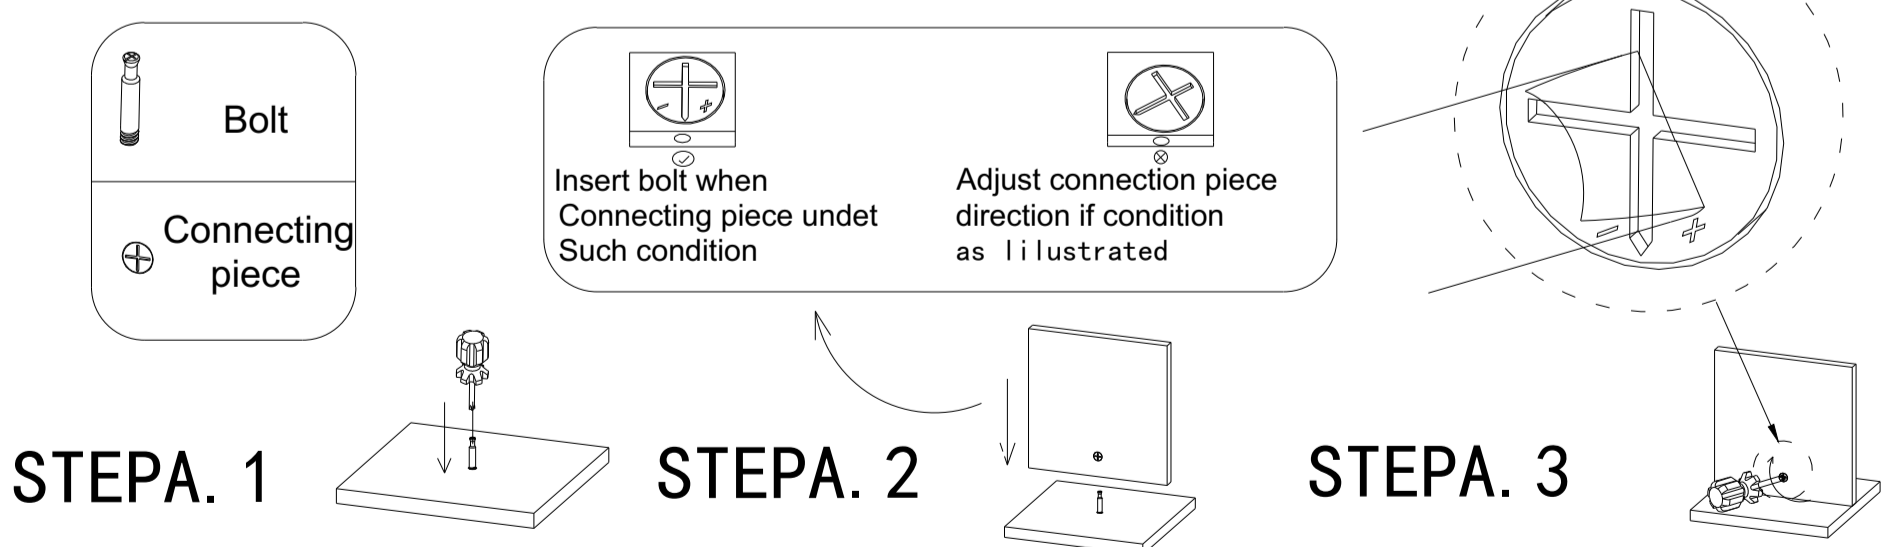 Bolt
Connecting
piece
Insert bolt when
Connecting piece undet
Such condition
Adjust connection piece
direction if condition
as lilustrated
- +
- +
STEPA. 1
STEPA. 2
STEPA. 3